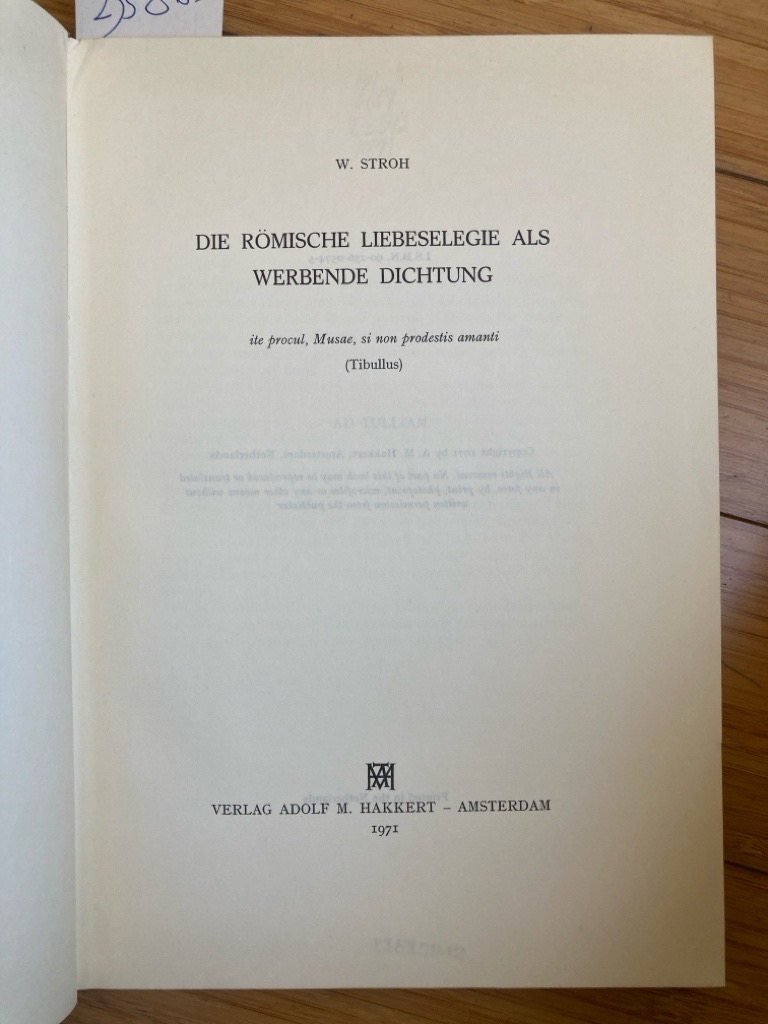 W. STROH
DIE RÖMISCHE LIEBESELEGIE ALS
WERBENDE DICHTUNG
ite procul, Musae, si non prodestis amanti
(Tibullus)
VERLAG ADOLF M. HAKKERT – AMSTERDAM
1971